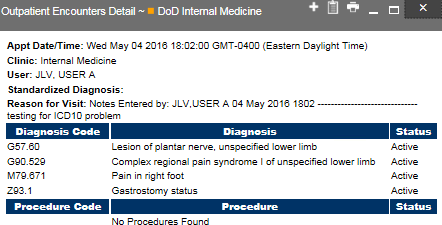 Outpatient Encounters Detail ~ DoD Internal Medicine
Appt Date/Time: Wed May 04 2016 18:02:00 GMT-0400 (Eastern Daylight Time)
Clinic: Internal Medicine
User: JLV, USER A
Standardized Diagnosis:
Reason for Visit: Notes Entered by: JLV,USER A 04 May 2016 1802 ------------------------------
testing for ICD10 problem
Diagnosis Code Diagnosis Status
G57.60 Lesion of plantar nerve, unspecified lower limb Active
G90.529 Complex regional pain syndrome I of unspecified lower limb Active
M79.671 Pain in right foot Active
Z93.1 Gastrostomy status Active
Procedure Code Procedure Status
No Procedures Found